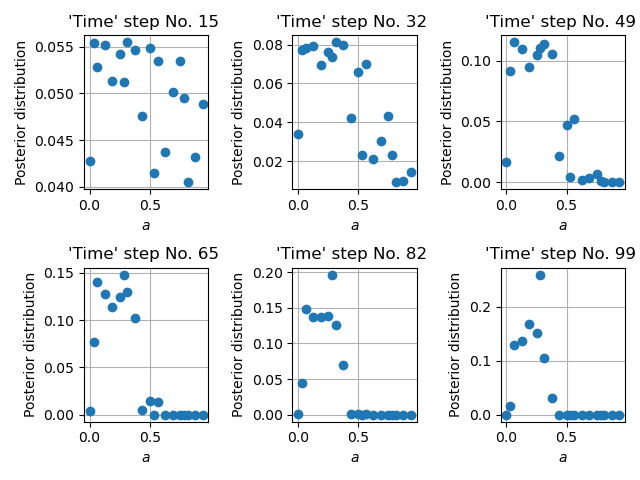 'Time' step No. 15
'Time' step No. 32
'Time' step No. 49
Posterior distribution
0.055
0.050
0.045
0.040
0.0
0.5
a
Posterior distribution
0.08
0.06
0.04
0.02
0.0
0.5
a
Posterior distribution
0.10
0.05
0.00
0.0
0.5
a
'Time' step No. 65
'Time' step No. 82
'Time' step No. 99
Posterior distribution
0.15
0.10
0.05
0.00
0.0
0.5
a
Posterior distribution
0.20
0.15
0.10
0.05
0.00
0.0
0.5
a
Posterior distribution
0.2
0.1
0.0
0.0
0.5
a